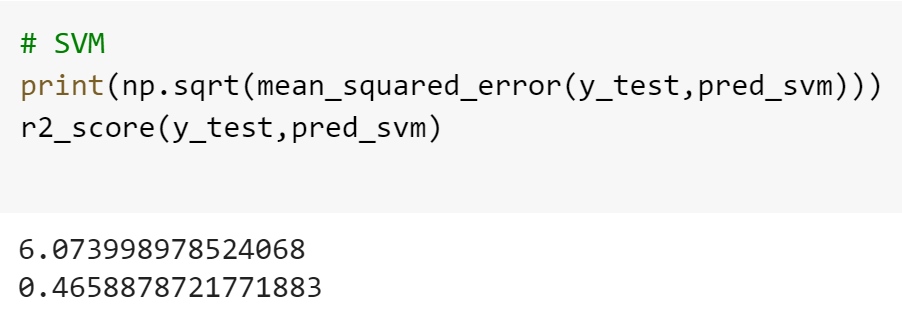 # SVM
print(np.sqrt(mean_squared_error(y_test,pred_svm)))
r2_score(y_test,pred_svm)
6.073998978524068
0.4658878721771883